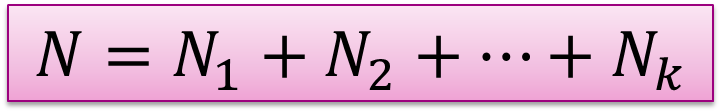 N = N₁ + N₂ + ⋯ + Nₖ